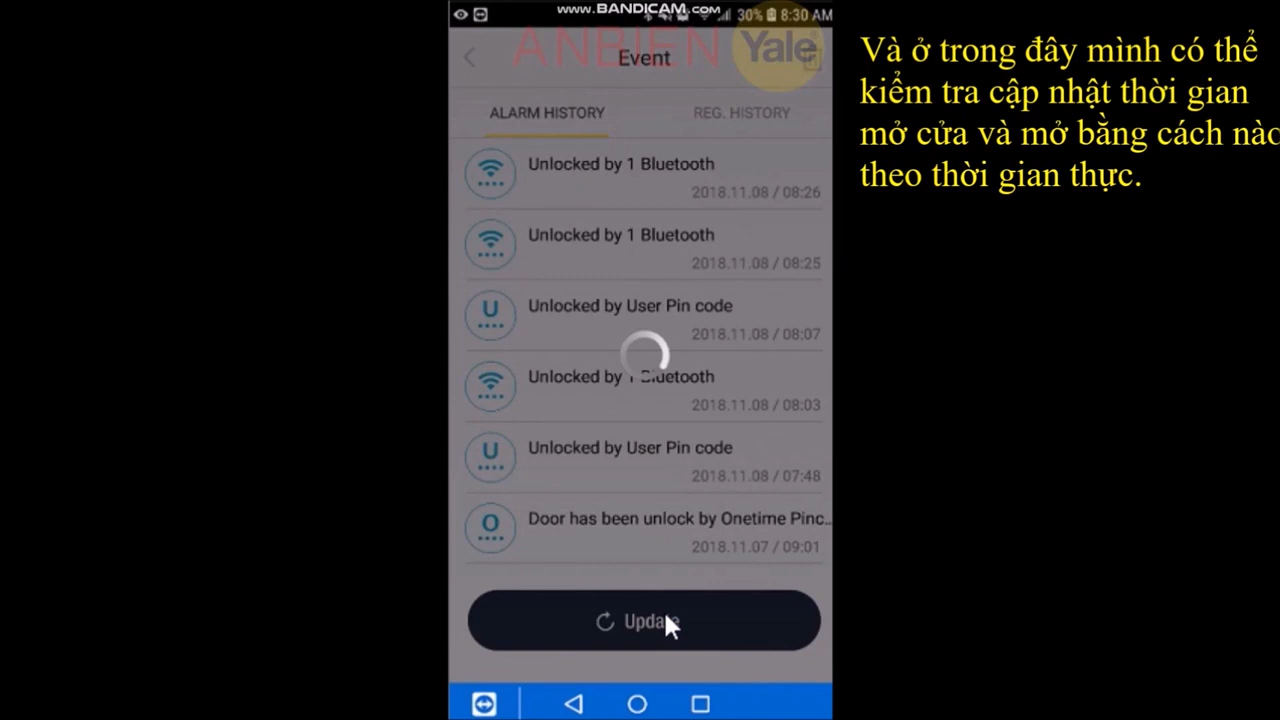 www.BANDICAM.com
30% 8:30 AM
ANBIEN Yale
Event
ALARM HISTORY REG. HISTORY
Unlocked by 1 Bluetooth
2018.11.08 / 08:26
Unlocked by 1 Bluetooth
2018.11.08 / 08:25
U Unlocked by User Pin code
2018.11.08 / 08:07
Unlocked by 1 Bluetooth
2018.11.08 / 08:03
U Unlocked by User Pin code
2018.11.08 / 07:48
O Door has been unlock by Onetime Pinc...
2018.11.07 / 09:01
Update
Và ở trong đây mình có thể
kiểm tra cập nhật thời gian
mở cửa và mở bằng cách nào
theo thời gian thực.